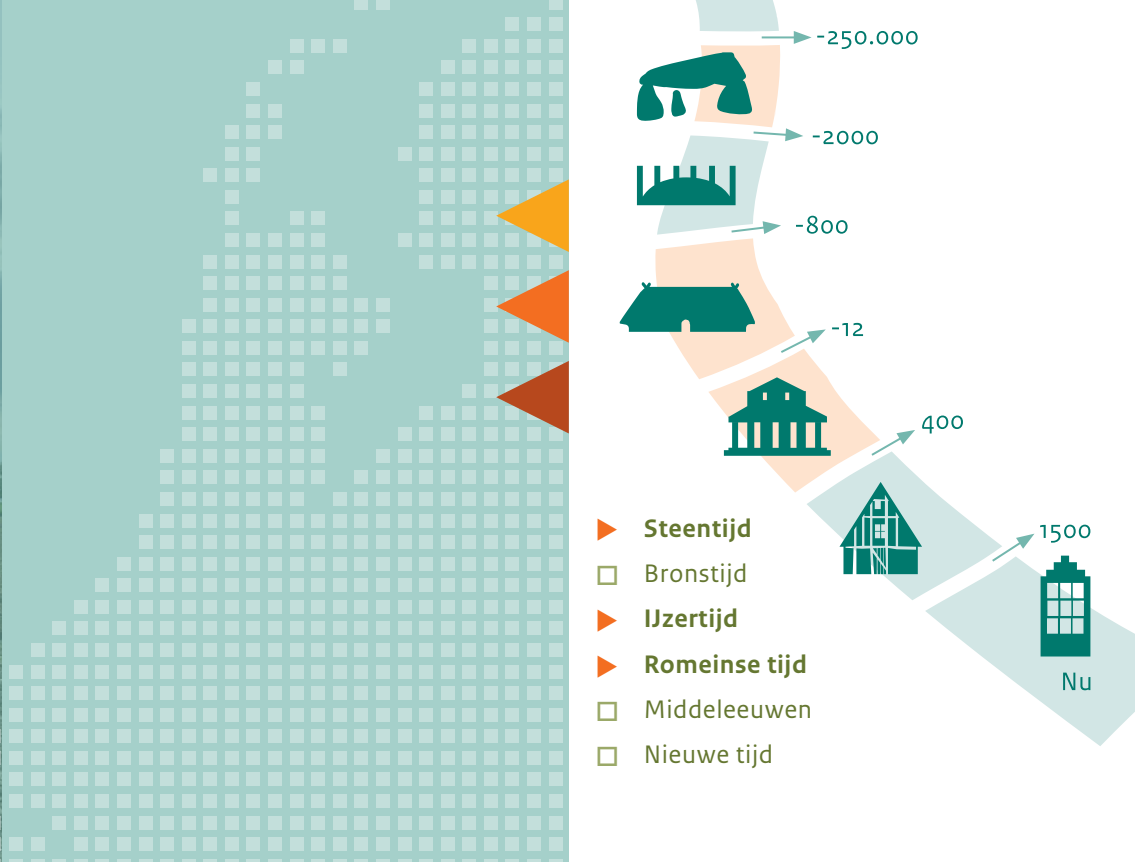 -250.000
-2000
-800
-12
400
1500
Nu
Steentijd
Bronstijd
IJzertijd
Romeinse tijd
Middeleeuwen
Nieuwe tijd